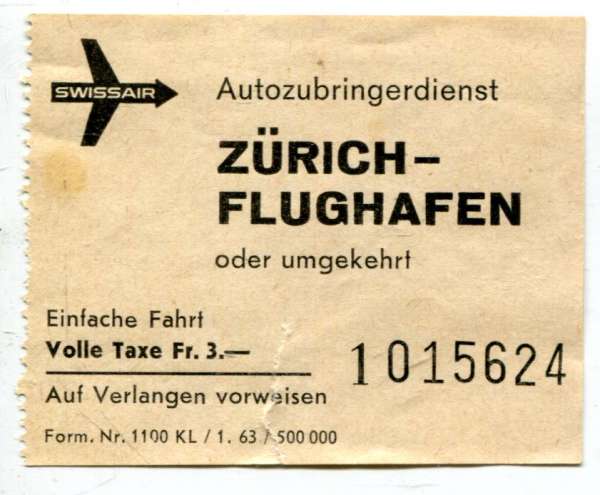 SWISSAIR
Autozubringerdienst
ZÜRICH–
FLUGHAFEN
oder umgekehrt
Einfache Fahrt
Volle Taxe Fr. 3.—
1015624
Auf Verlangen vorweisen
Form. Nr. 1100 KL / 1. 63 / 500 000